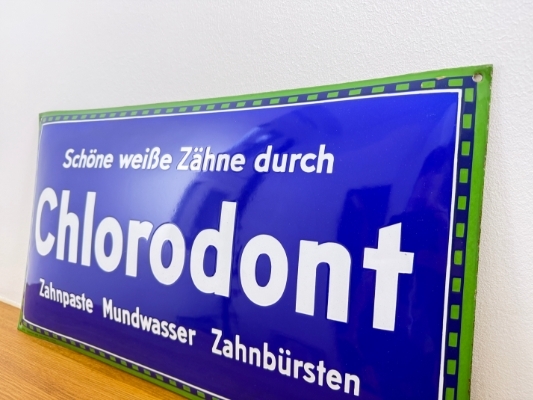 Schöne weiße Zähne durch
Chlorodont
Zahnpaste Mundwasser Zahnbürsten